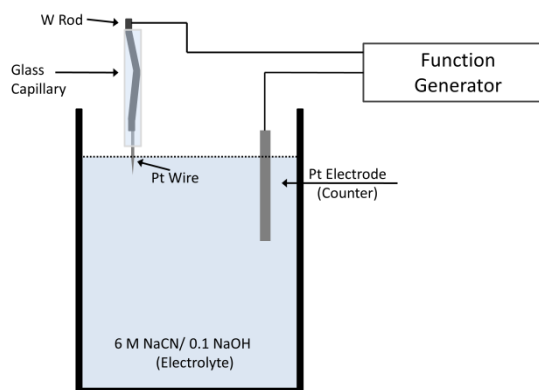 W Rod
Glass
Capillary
Function
Generator
Pt Wire
Pt Electrode
(Counter)
6 M NaCN/ 0.1 NaOH
(Electrolyte)